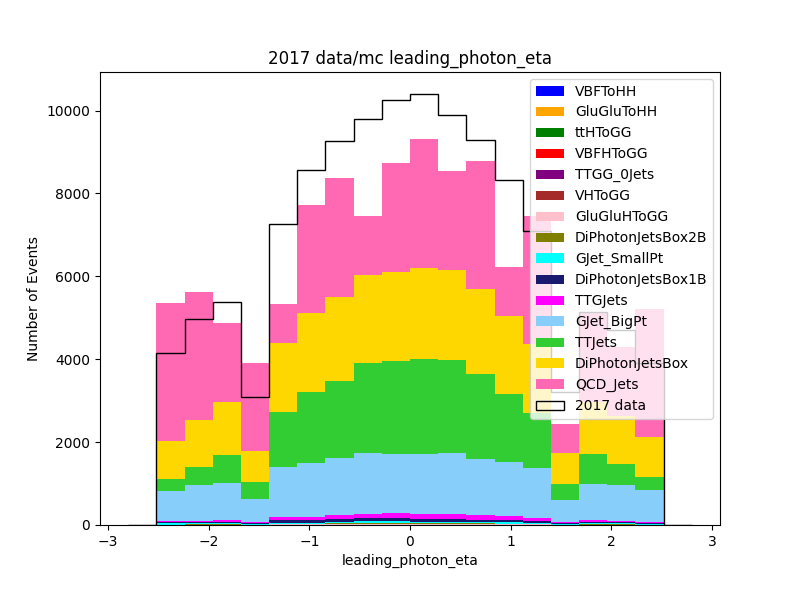 2017 data/mc leading_photon_eta
Number of Events
10000
8000
6000
4000
2000
0
−3
−2
−1
0
1
2
3
leading_photon_eta
VBFToHH
GluGluToHH
ttHToGG
VBFHToGG
TTGG_0Jets
VHToGG
GluGluHToGG
DiPhotonJetsBox2B
GJet_SmallPt
DiPhotonJetsBox1B
TTGJets
GJet_BigPt
TTJets
DiPhotonJetsBox
QCD_Jets
2017 data